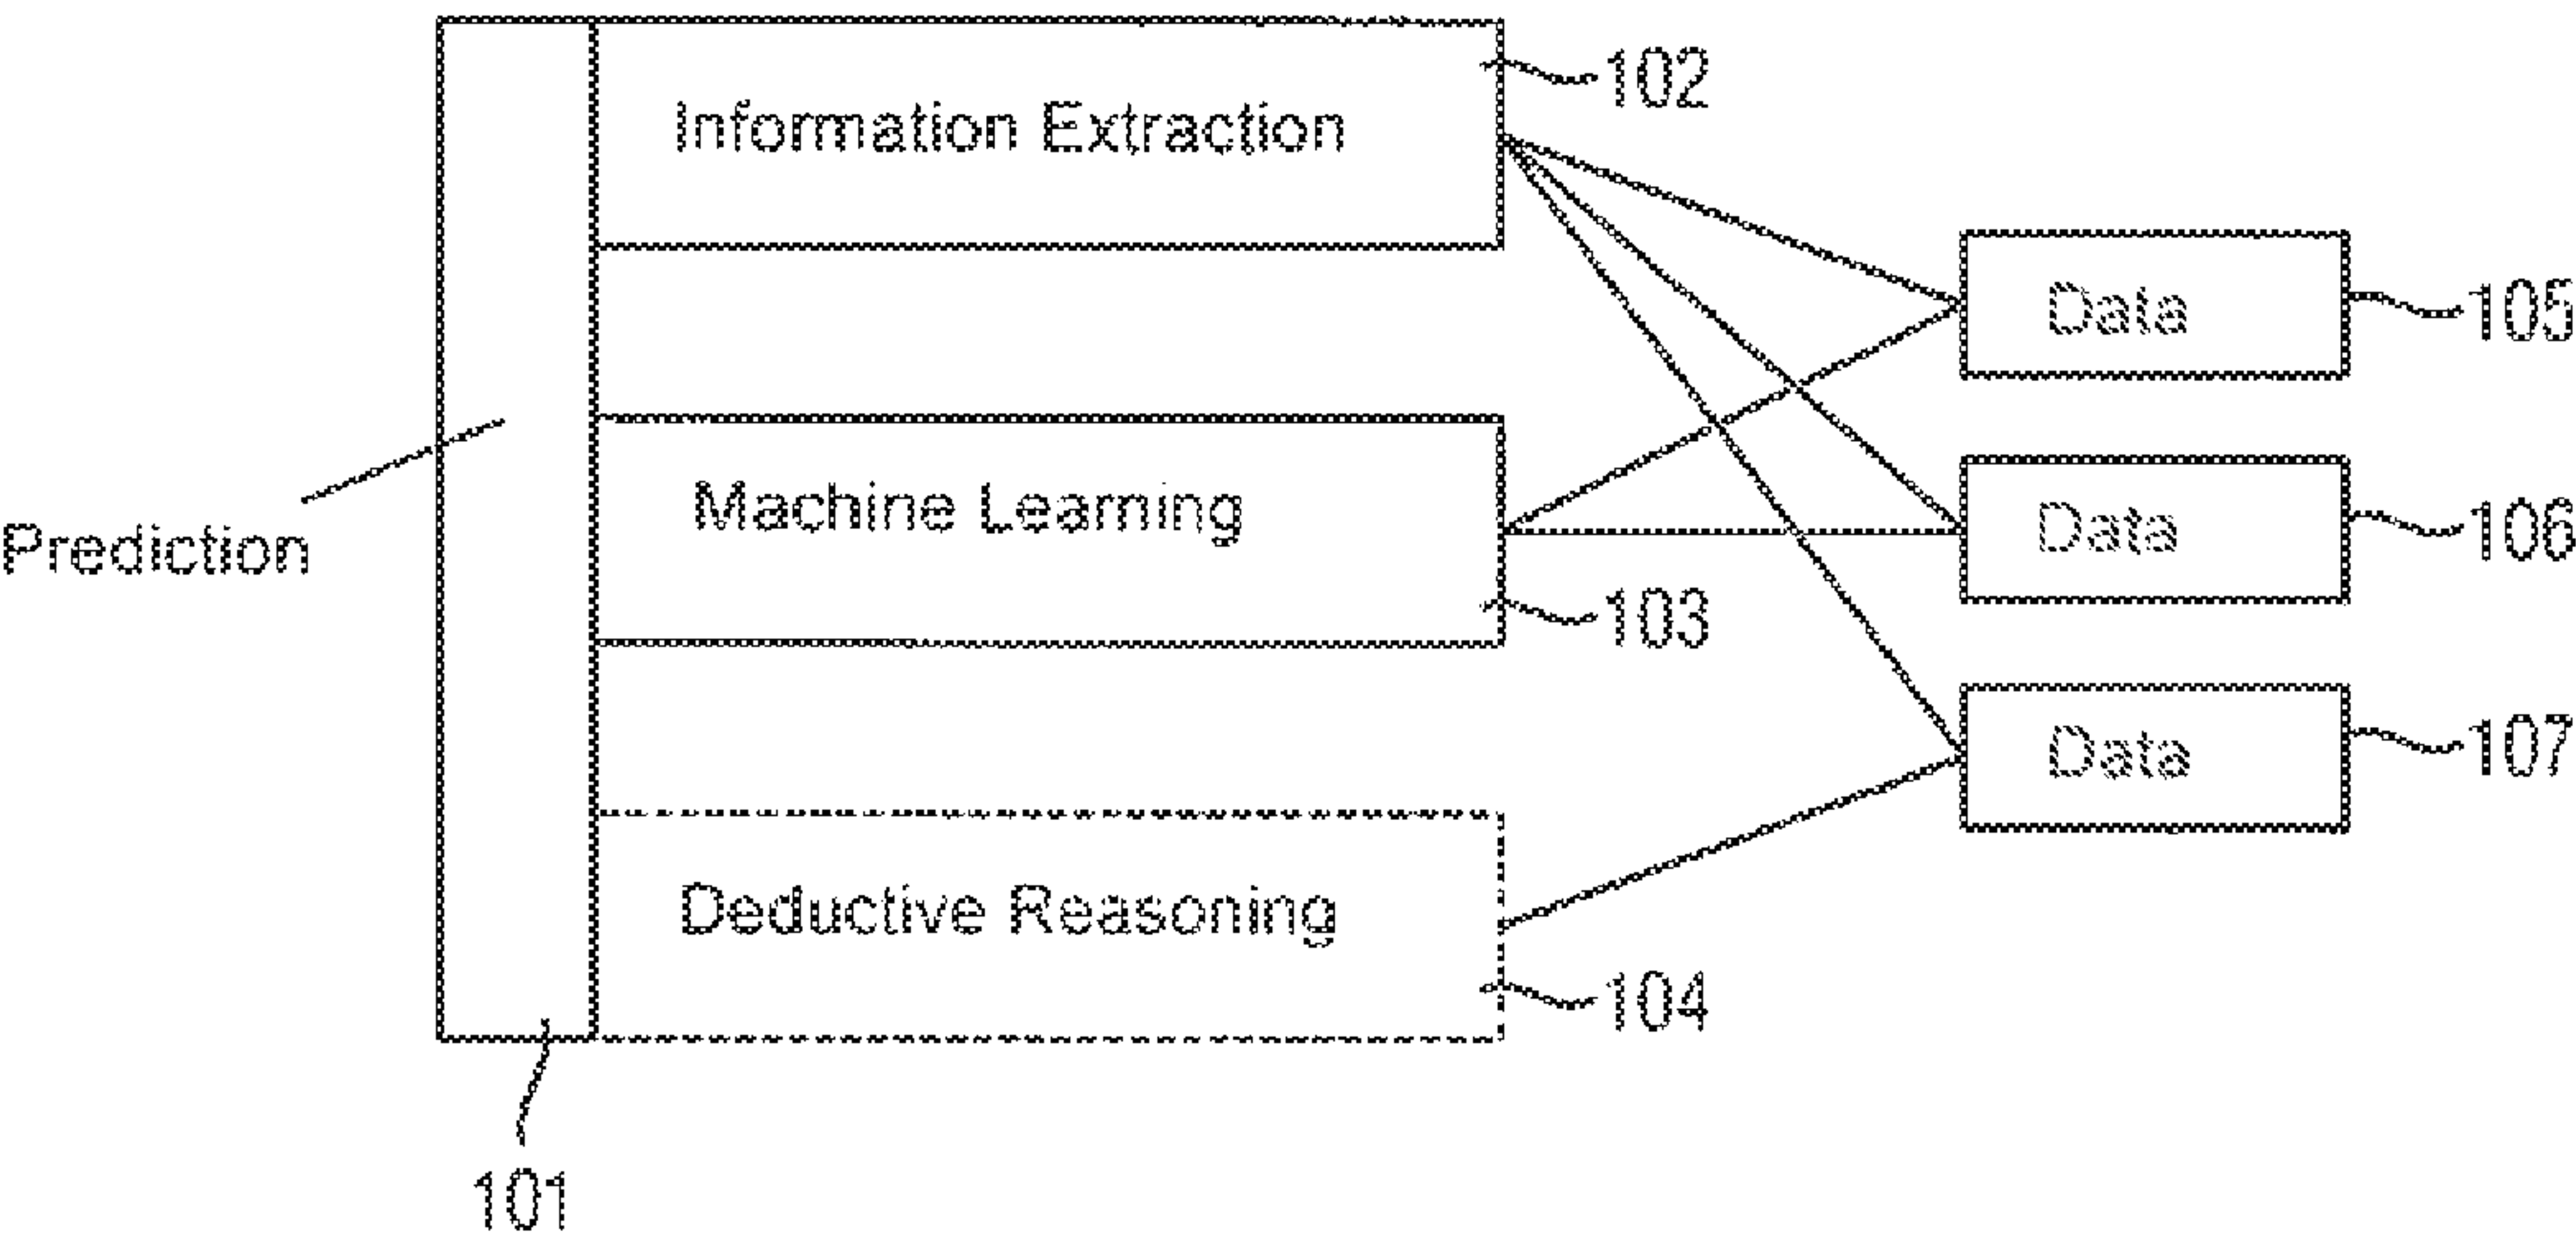 102
Information Extraction
Data
105
Machine Learning
Data
106
Prediction
103
Data
107
Deductive Reasoning
104
101